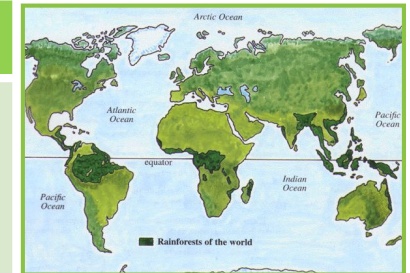 Arctic Ocean
Atlantic
Ocean
Pacific
Ocean
equator
Indian
Ocean
Pacific
Ocean
Rainforests of the world